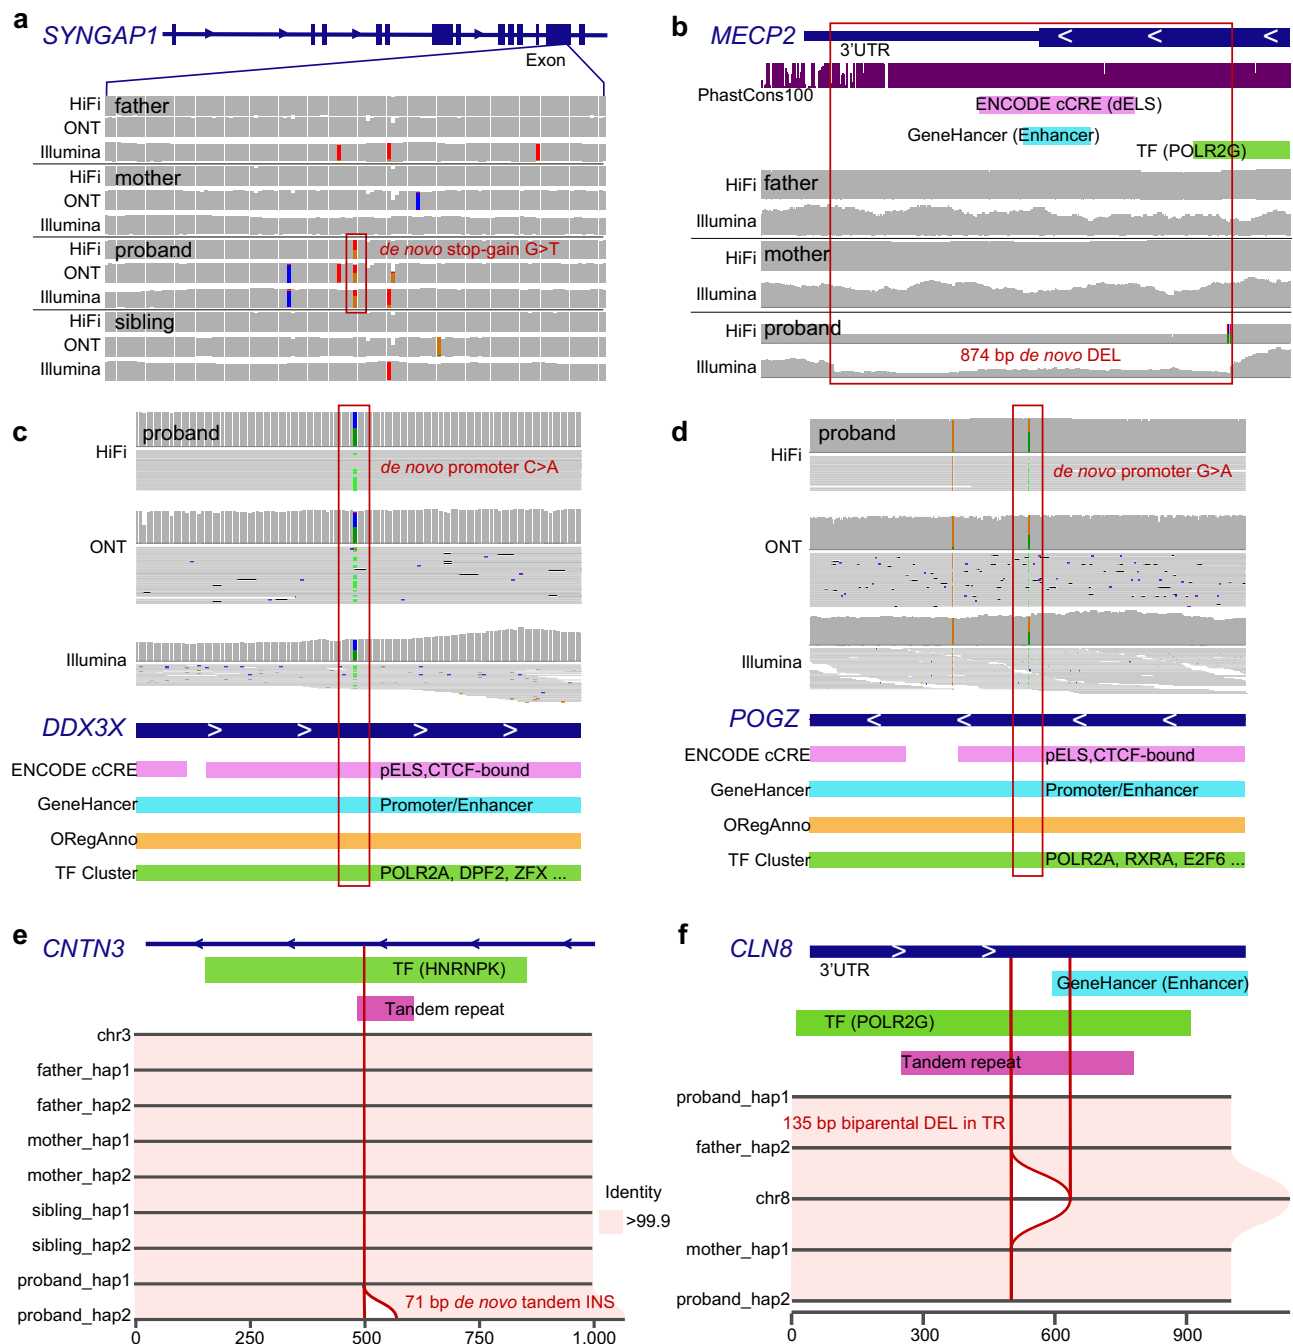 a
SYNGAP1
Exon
HiFi father
ONT
Illumina
HiFi mother
ONT
Illumina
HiFi proband
de novo stop-gain G>T
ONT
Illumina
HiFi sibling
ONT
Illumina
b
MECP2
3'UTR
PhastCons100
ENCODE cCRE (dELS)
GeneHancer (Enhancer)
TF (POLR2G)
HiFi father
Illumina
HiFi mother
Illumina
HiFi proband
874 bp de novo DEL
Illumina
c
proband
HiFi
de novo promoter C>A
ONT
Illumina
DDX3X
ENCODE cCRE
pELS,CTCF-bound
GeneHancer
Promoter/Enhancer
ORegAnno
TF Cluster
POLR2A, DPF2, ZFX ...
d
proband
HiFi
de novo promoter G>A
ONT
Illumina
POGZ
ENCODE cCRE
pELS,CTCF-bound
GeneHancer
Promoter/Enhancer
ORegAnno
TF Cluster
POLR2A, RXRA, E2F6 ...
e
CNTN3
TF (HNRNPK)
Tandem repeat
chr3
father_hap1
father_hap2
mother_hap1
mother_hap2
sibling_hap1
sibling_hap2
proband_hap1
proband_hap2
71 bp de novo tandem INS
0 250 500 750 1,000
Identity
>99.9
f
CLN8
3'UTR
GeneHancer (Enhancer)
TF (POLR2G)
Tandem repeat
proband_hap1
135 bp biparental DEL in TR
father_hap2
chr8
mother_hap1
proband_hap2
0 300 600 900